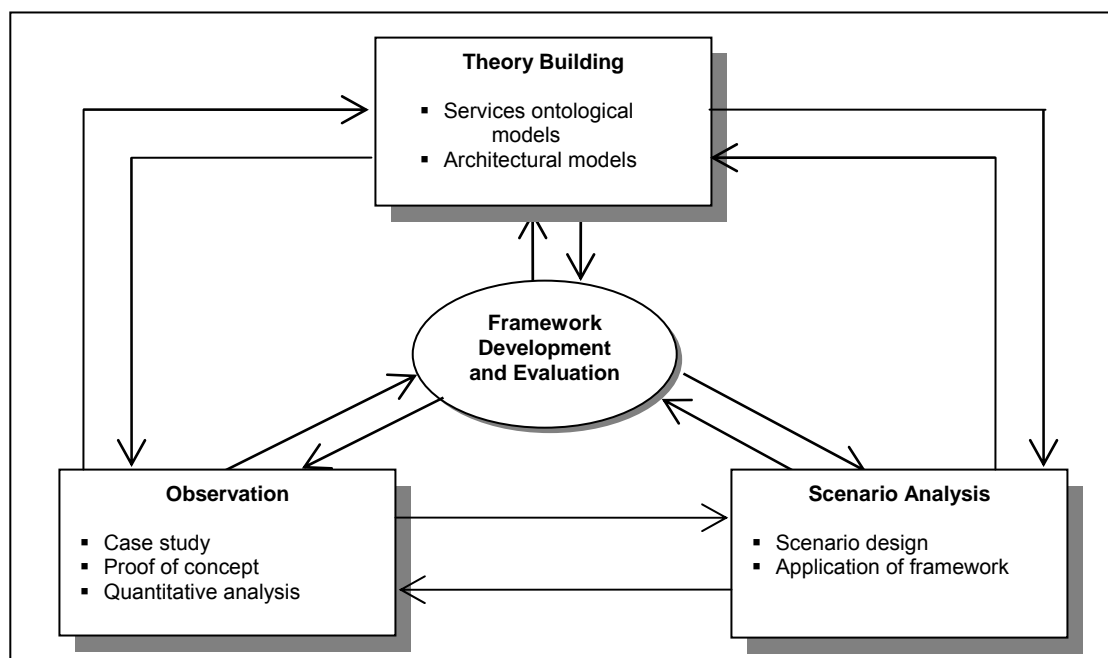 Theory Building
▪ Services ontological
models
▪ Architectural models
Framework
Development
and Evaluation
Observation
▪ Case study
▪ Proof of concept
▪ Quantitative analysis
Scenario Analysis
▪ Scenario design
▪ Application of framework